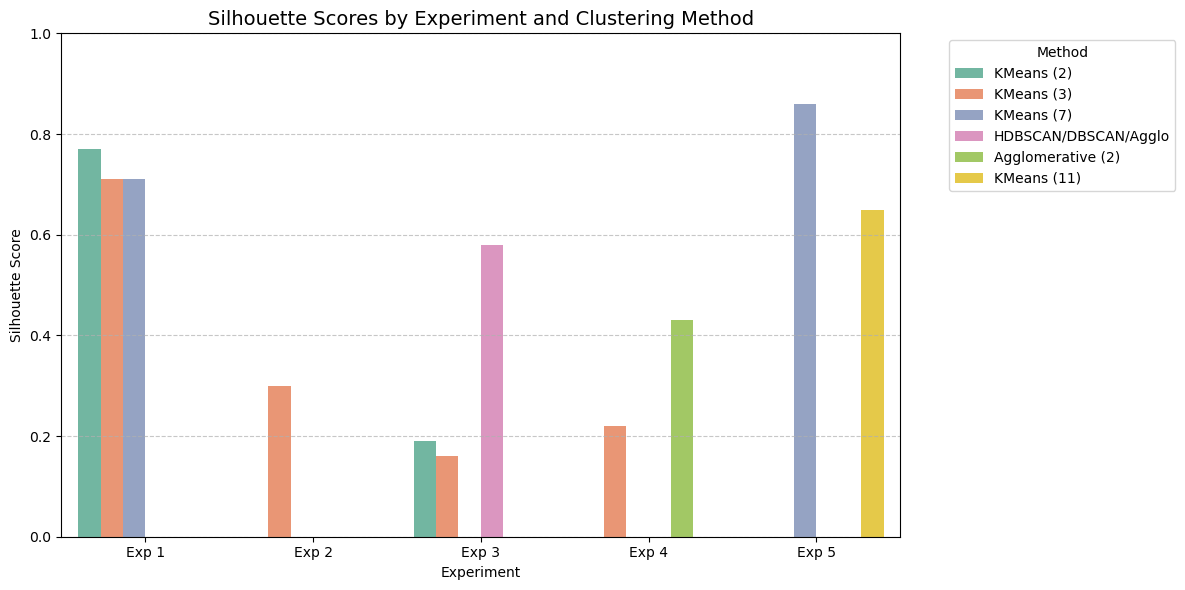 Silhouette Scores by Experiment and Clustering Method
1.0
0.8
0.6
0.4
0.2
0.0
Silhouette Score
Exp 1
Exp 2
Exp 3
Exp 4
Exp 5
Experiment
Method
KMeans (2)
KMeans (3)
KMeans (7)
HDBSCAN/DBSCAN/Agglo
Agglomerative (2)
KMeans (11)